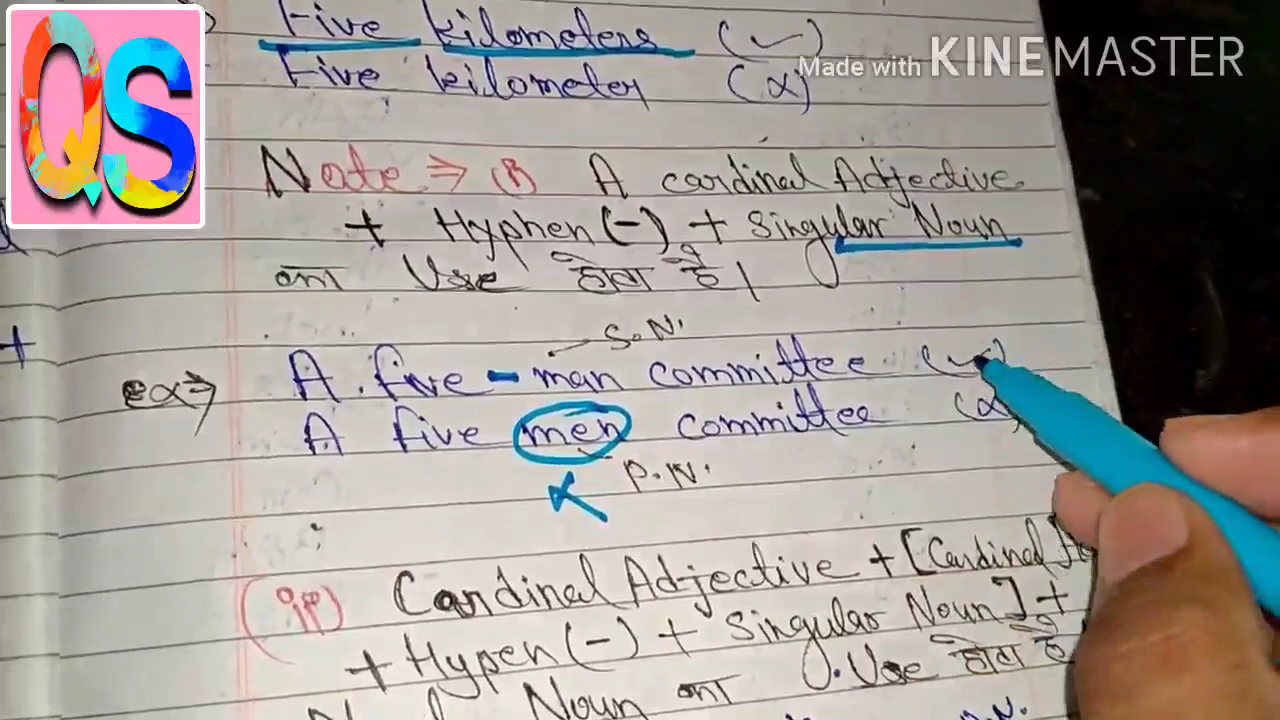 QS
Made with KINEMASTER
Five kilometers (✓)
Five kilometer (x)
Note ⇒ (i) A cardinal Adjective
+ Hyphen (-) + Singular Noun
का Use होता है।
S.N.
ex ⇒ A five - man committee (✓)
A five men committee (x)
P.N.
(ii) Cardinal Adjective + [Cardinal]
+ Hypen (-) + Singular Noun] +
Noun का Use होता है
.N.